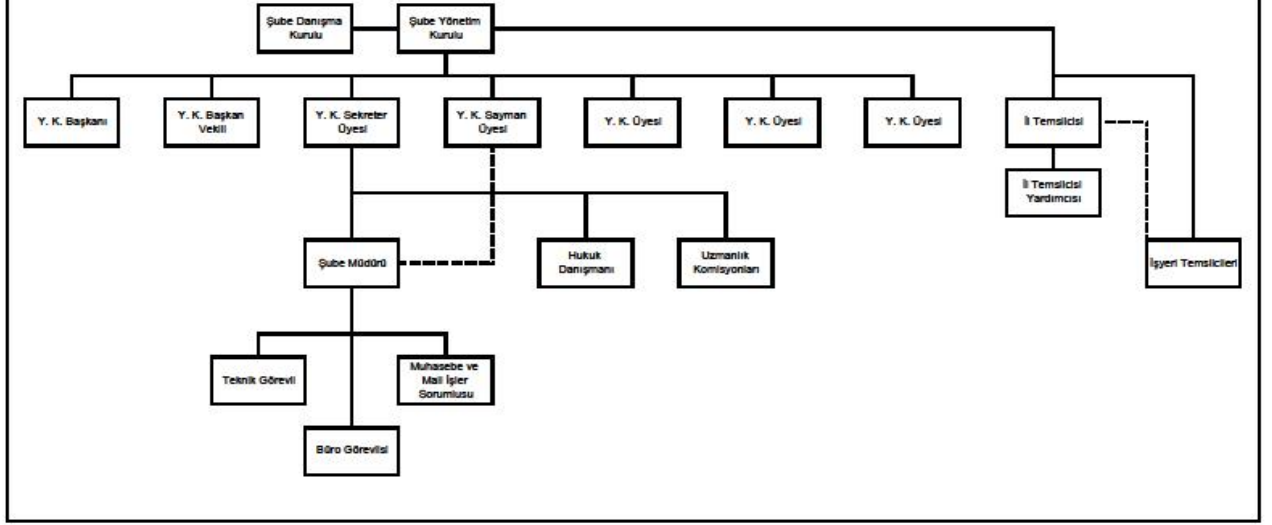 Şube Danışma
Kurulu
Şube Yönetim
Kurulu
Y. K. Başkanı
Y. K. Başkan
Vekili
Y. K. Sekreter
Üyesi
Y. K. Sayman
Üyesi
Y. K. Üyesi
Y. K. Üyesi
Y. K. Üyesi
İl Temsilcisi
İl Temsilcisi
Yardımcısı
Şube Müdürü
Hukuk
Danışmanı
Uzmanlık
Komisyonları
İşyeri Temsilcileri
Teknik Görevli
Muhasebe ve
Mali İşler
Sorumlusu
Büro Görevlisi